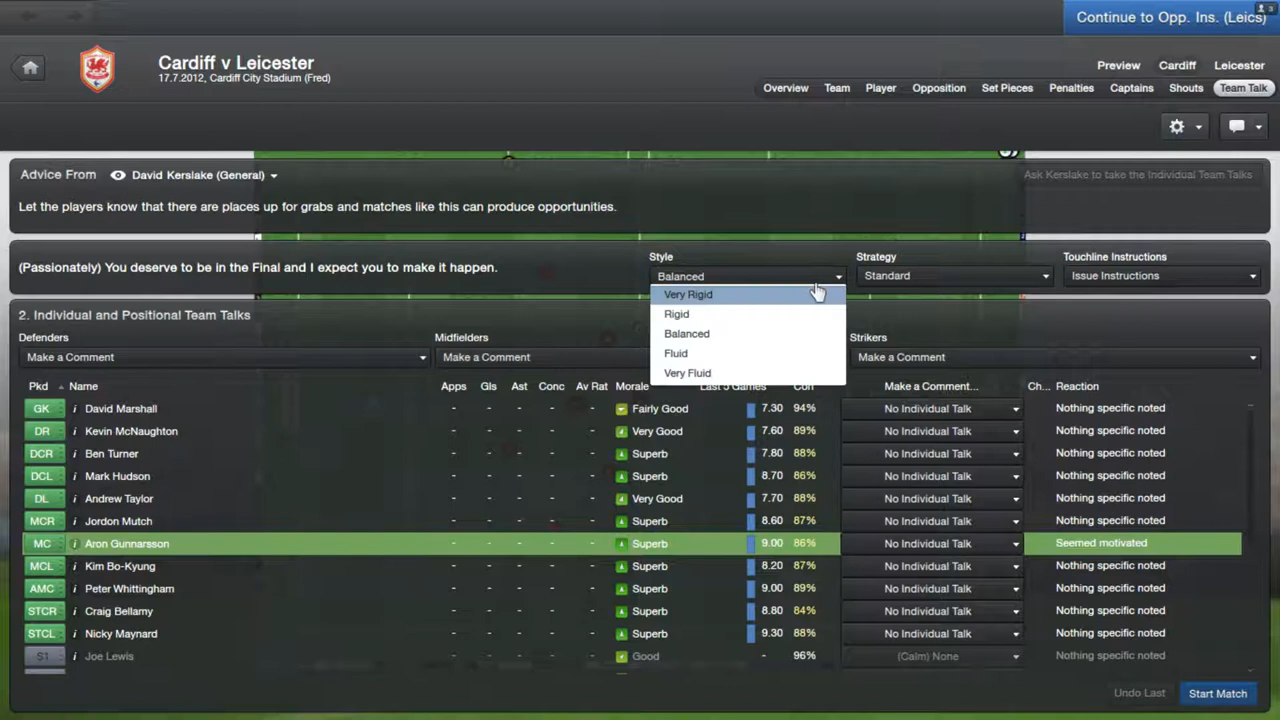 3
Continue to Opp. Ins. (Leics)
Cardiff v Leicester
17.7.2012, Cardiff City Stadium (Fred)
Preview Cardiff Leicester
Overview Team Player Opposition Set Pieces Penalties Captains Shouts Team Talk
Advice From David Kerslake (General) Ask Kerslake to take the Individual Team Talks
Let the players know that there are places up for grabs and matches like this can produce opportunities.
Style Strategy Touchline Instructions
(Passionately) You deserve to be in the Final and I expect you to make it happen.
Balanced Standard Issue Instructions
Very Rigid
Rigid
Balanced
Fluid
Very Fluid
2. Individual and Positional Team Talks
Defenders Midfielders Strikers
Make a Comment Make a Comment Make a Comment
Pkd Name Apps Gls Ast Conc Av Rat Morale Last 5 Games Con Make a Comment... Ch... Reaction
GK i David Marshall - - - - - Fairly Good 7.30 94% No Individual Talk Nothing specific noted
DR i Kevin McNaughton - - - - - Very Good 7.60 89% No Individual Talk Nothing specific noted
DCR i Ben Turner - - - - - Superb 7.80 88% No Individual Talk Nothing specific noted
DCL i Mark Hudson - - - - - Superb 8.70 86% No Individual Talk Nothing specific noted
DL i Andrew Taylor - - - - - Very Good 7.70 88% No Individual Talk Nothing specific noted
MCR i Jordon Mutch - - - - - Superb 8.60 87% No Individual Talk Nothing specific noted
MC i Aron Gunnarsson - - - - - Superb 9.00 86% No Individual Talk Seemed motivated
MCL i Kim Bo-Kyung - - - - - Superb 8.20 87% No Individual Talk Nothing specific noted
AMC i Peter Whittingham - - - - - Superb 9.00 89% No Individual Talk Nothing specific noted
STCR i Craig Bellamy - - - - - Superb 8.80 84% No Individual Talk Nothing specific noted
STCL i Nicky Maynard - - - - - Superb 9.30 88% No Individual Talk Nothing specific noted
S1 i Joe Lewis - - - - - Good - 96% (Calm) None Nothing specific noted
Undo Last Start Match